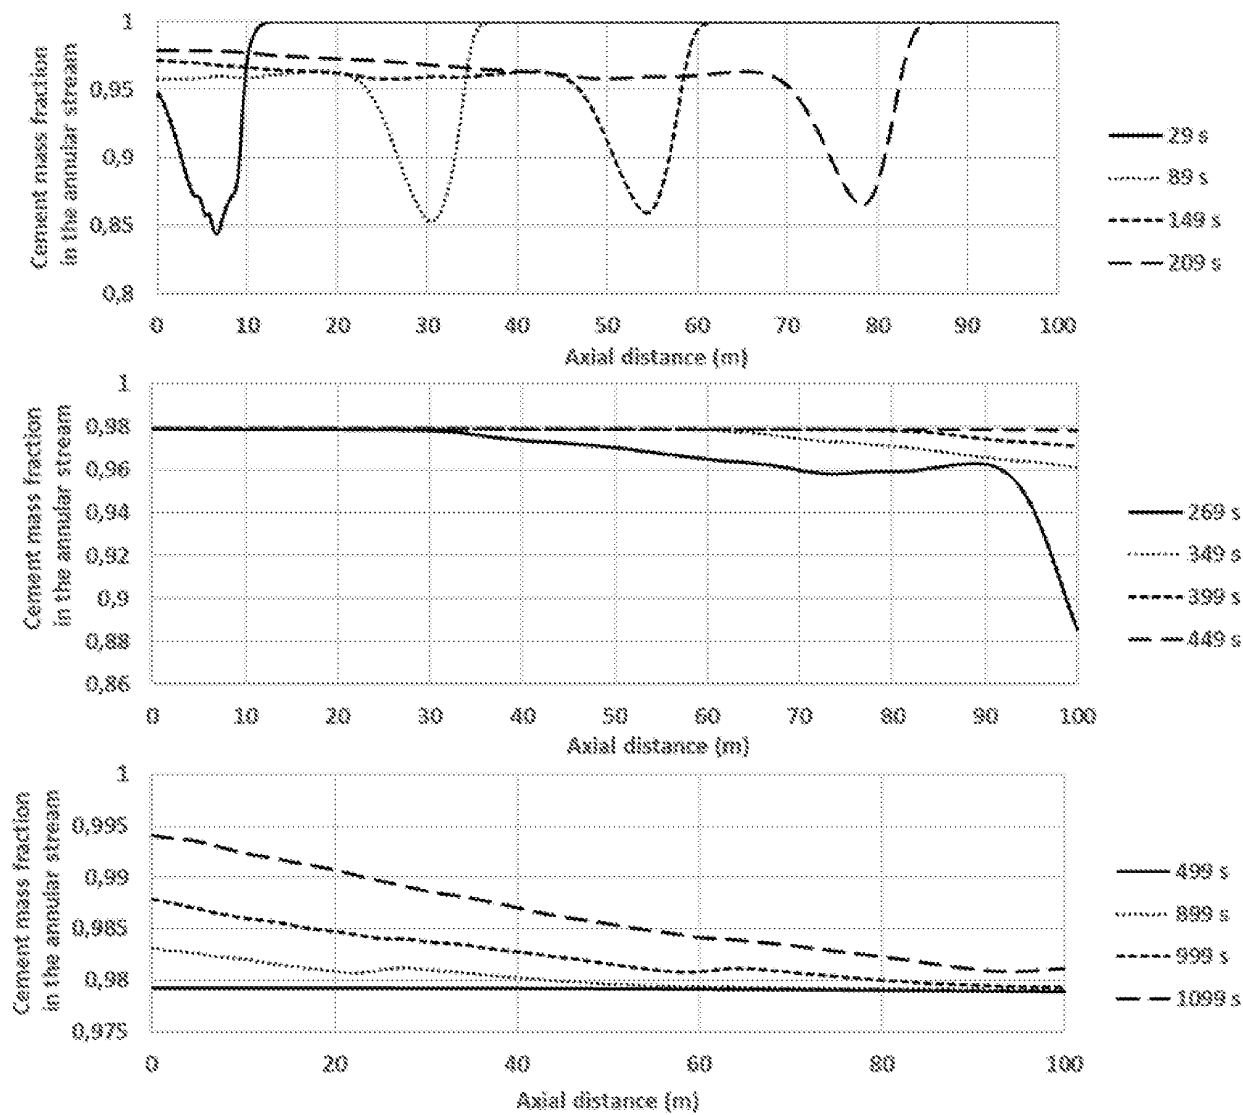 Cement mass fraction
in the annular stream
1
0,95
0,9
0,85
0,8
0 10 20 30 40 50 60 70 80 90 100
Axial distance (m)
29 s
89 s
149 s
209 s
Cement mass fraction
in the annular stream
1
0,98
0,96
0,94
0,92
0,9
0,88
0,86
0 10 20 30 40 50 60 70 80 90 100
Axial distance (m)
269 s
349 s
399 s
449 s
Cement mass fraction
in the annular stream
1
0,995
0,99
0,985
0,98
0,975
0 20 40 60 80 100
Axial distance (m)
499 s
899 s
999 s
1099 s